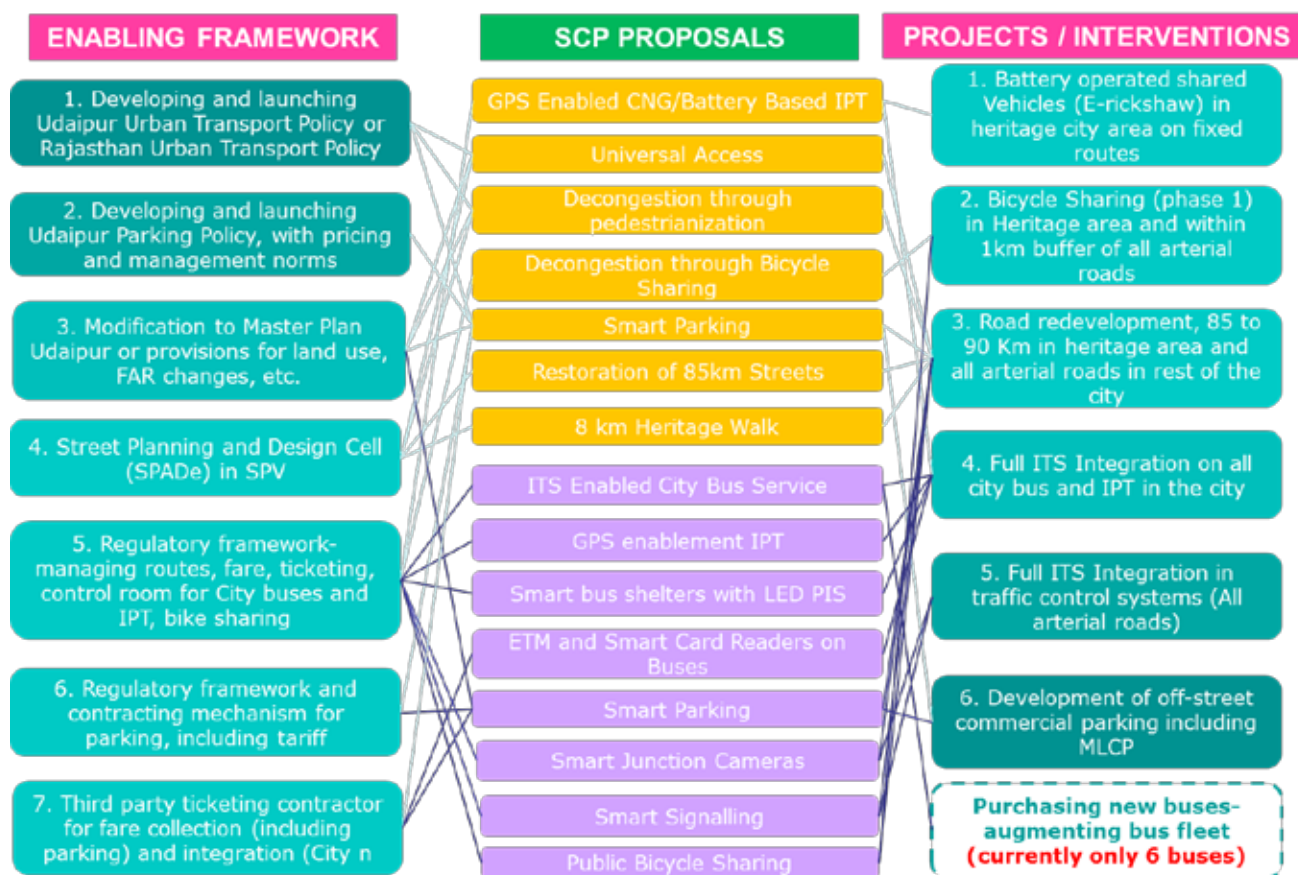 ENABLING FRAMEWORK
1. Developing and launching
Udaipur Urban Transport Policy or
Rajasthan Urban Transport Policy
2. Developing and launching
Udaipur Parking Policy, with pricing
and management norms
3. Modification to Master Plan
Udaipur or provisions for land use,
FAR changes, etc.
4. Street Planning and Design Cell
(SPADe) in SPV
5. Regulatory framework-
managing routes, fare, ticketing,
control room for City buses and
IPT, bike sharing
6. Regulatory framework and
contracting mechanism for
parking, including tariff
7. Third party ticketing contractor
for fare collection (including
parking) and integration (City n
SCP PROPOSALS
GPS Enabled CNG/Battery Based IPT
Universal Access
Decongestion through
pedestrianization
Decongestion through Bicycle
Sharing
Smart Parking
Restoration of 85km Streets
8 km Heritage Walk
ITS Enabled City Bus Service
GPS enablement IPT
Smart bus shelters with LED PIS
ETM and Smart Card Readers on
Buses
Smart Parking
Smart Junction Cameras
Smart Signalling
Public Bicycle Sharing
PROJECTS / INTERVENTIONS
1. Battery operated shared
Vehicles (E-rickshaw) in
heritage city area on fixed
routes
2. Bicycle Sharing (phase 1)
in Heritage area and within
1km buffer of all arterial
roads
3. Road redevelopment, 85 to
90 Km in heritage area and
all arterial roads in rest of the
city
4. Full ITS Integration on all
city bus and IPT in the city
5. Full ITS Integration in
traffic control systems (All
arterial roads)
6. Development of off-street
commercial parking including
MLCP
Purchasing new buses-
augmenting bus fleet
(currently only 6 buses)